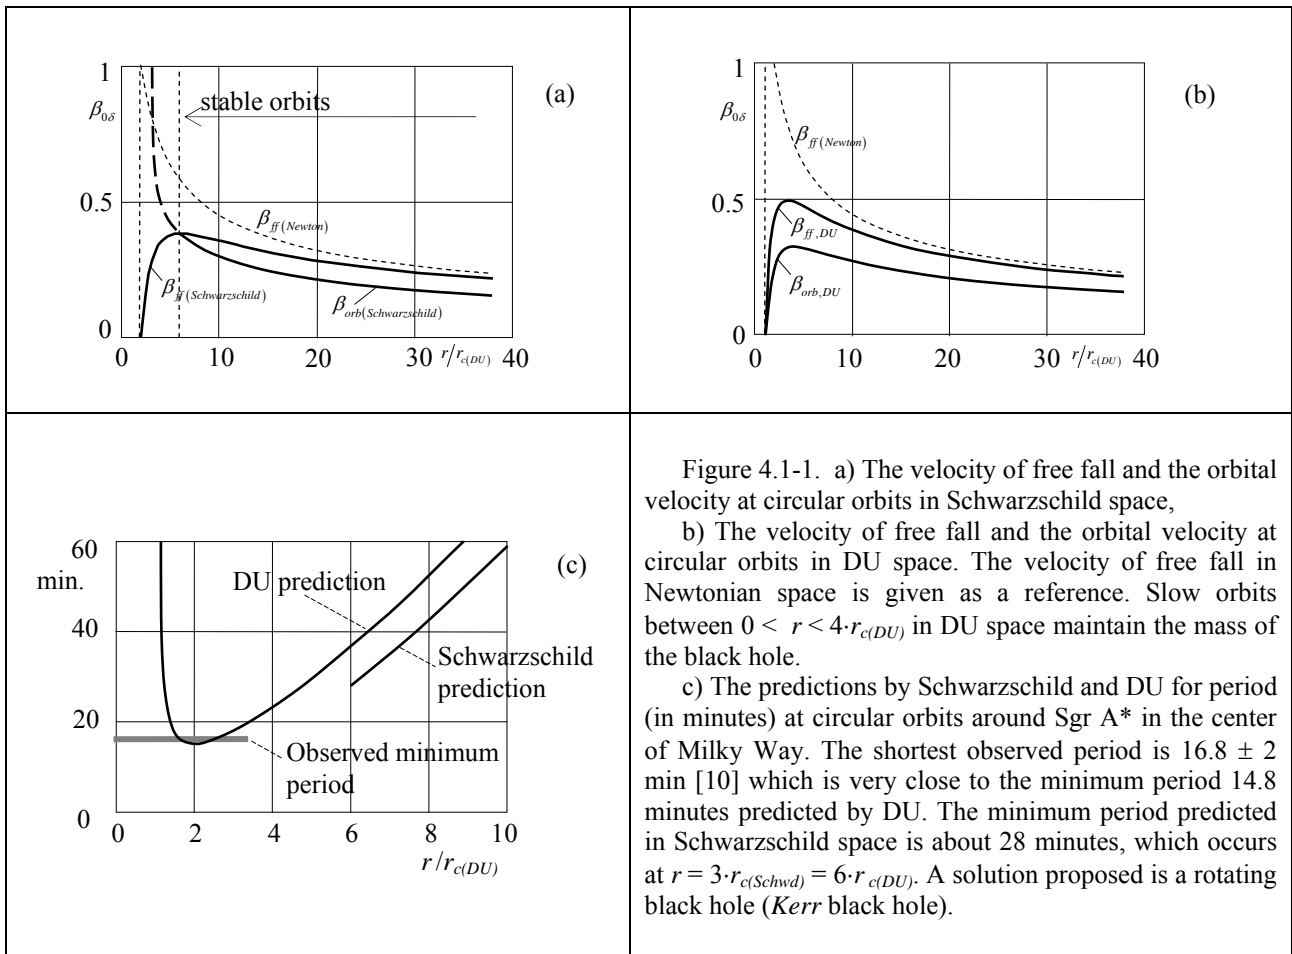 1
β0δ
stable orbits
(a)
0.5
βff(Newton)
βff(Schwarzschild)
βorb(Schwarzschild)
0
0 10 20 30 r/rc(DU) 40
1
β0δ
(b)
βff(Newton)
0.5
βff,DU
βorb,DU
0
0 10 20 30 r/rc(DU) 40
60
min.
(c)
DU prediction
40
Schwarzschild
prediction
20
Observed minimum
period
0
0 2 4 6 8 10
r/rc(DU)
Figure 4.1-1. a) The velocity of free fall and the orbital
velocity at circular orbits in Schwarzschild space,
b) The velocity of free fall and the orbital velocity at
circular orbits in DU space. The velocity of free fall in
Newtonian space is given as a reference. Slow orbits
between 0 < r < 4·rc(DU) in DU space maintain the mass of
the black hole.
c) The predictions by Schwarzschild and DU for period
(in minutes) at circular orbits around Sgr A* in the center
of Milky Way. The shortest observed period is 16.8 ± 2
min [10] which is very close to the minimum period 14.8
minutes predicted by DU. The minimum period predicted
in Schwarzschild space is about 28 minutes, which occurs
at r = 3·rc(Schwd) = 6·r c(DU). A solution proposed is a rotating
black hole (Kerr black hole).